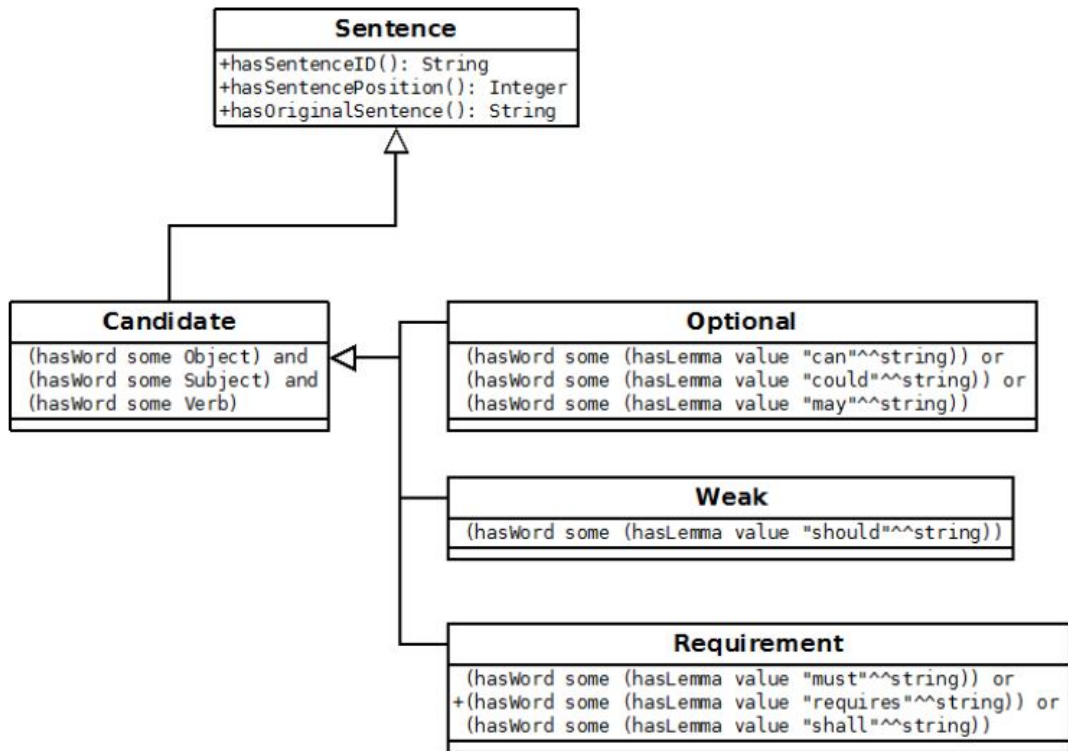 Sentence
+hasSentenceID(): String
+hasSentencePosition(): Integer
+hasOriginalSentence(): String
Candidate
(hasWord some Object) and
(hasWord some Subject) and
(hasWord some Verb)
Optional
(hasWord some (hasLemma value "can"^^string)) or
(hasWord some (hasLemma value "could"^^string)) or
(hasWord some (hasLemma value "may"^^string))
Weak
(hasWord some (hasLemma value "should"^^string))
Requirement
(hasWord some (hasLemma value "must"^^string)) or
+(hasWord some (hasLemma value "requires"^^string)) or
(hasWord some (hasLemma value "shall"^^string))